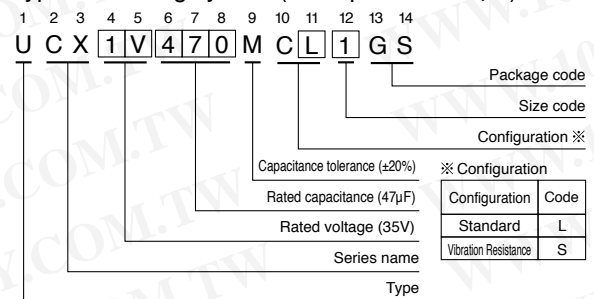 1 2 3 4 5 6 7 8 9 10 11 12 13 14
U C X 1 V 4 7 0 M C L 1 G S
Package code
Size code
Configuration ※
Capacitance tolerance (±20%)
Rated capacitance (47µF)
Rated voltage (35V)
Series name
Type
※ Configuration
Configuration Code
Standard L
Vibration Resistance S